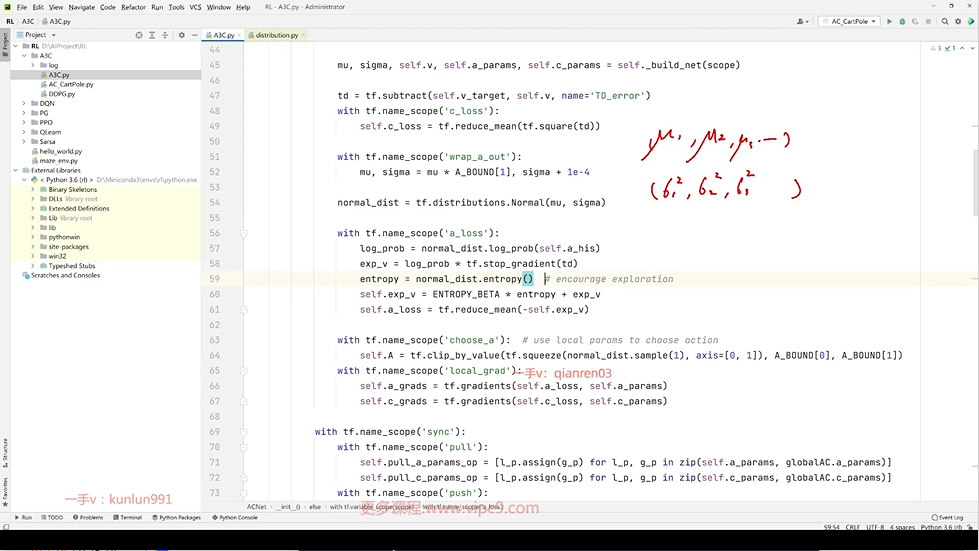 File Edit View Navigate Code Refactor Run Tools VCS Window Help RL - A3C.py - Administrator
RL A3C A3C.py
AC_CartPole
Project
A3C.py
distribution.py
RL D:\AIProject\RL
A3C
log
A3C.py
AC_CartPole.py
DDPG.py
DQN
PG
PPO
QLearn
Sarsa
hello_world.py
maze_env.py
External Libraries
< Python 3.6 (rl) > D:\Miniconda3\envs\rl\python.exe
Binary Skeletons
DLLs library root
Extended Definitions
Lib library root
lib
pythonwin
site-packages
win32
Typeshed Stubs
Scratches and Consoles
44
45 mu, sigma, self.v, self.a_params, self.c_params = self._build_net(scope)
46
47 td = tf.subtract(self.v_target, self.v, name='TD_error')
48 with tf.name_scope('c_loss'):
49 self.c_loss = tf.reduce_mean(tf.square(td))
50
51 with tf.name_scope('wrap_a_out'):
52 mu, sigma = mu * A_BOUND[1], sigma + 1e-4
53
54 normal_dist = tf.distributions.Normal(mu, sigma)
55
56 with tf.name_scope('a_loss'):
57 log_prob = normal_dist.log_prob(self.a_his)
58 exp_v = log_prob * tf.stop_gradient(td)
59 entropy = normal_dist.entropy() # encourage exploration
60 self.exp_v = ENTROPY_BETA * entropy + exp_v
61 self.a_loss = tf.reduce_mean(-self.exp_v)
62
63 with tf.name_scope('choose_a'): # use local params to choose action
64 self.A = tf.clip_by_value(tf.squeeze(normal_dist.sample(1), axis=[0, 1]), A_BOUND[0], A_BOUND[1])
65 with tf.name_scope('local_grad'):
66 self.a_grads = tf.gradients(self.a_loss, self.a_params)
67 self.c_grads = tf.gradients(self.c_loss, self.c_params)
68
69 with tf.name_scope('sync'):
70 with tf.name_scope('pull'):
71 self.pull_a_params_op = [l_p.assign(g_p) for l_p, g_p in zip(self.a_params, globalAC.a_params)]
72 self.pull_c_params_op = [l_p.assign(g_p) for l_p, g_p in zip(self.c_params, globalAC.c_params)]
73 with tf.name_scope('push'):
μ₁, μ₂, μ₃ ...)
(6₁², 6₂², 6₃² )
一手v：qianren03
一手v：kunlun991
更多课程:www.vipc9.com
ACNet __init__() else with tf.variable_scope(scope) with tf.name_scope('a_loss')
Structure
Favorites
Run TODO Problems Terminal Python Packages Python Console Event Log
59:54 CRLF UTF-8 4 spaces Python 3.6 (rl)